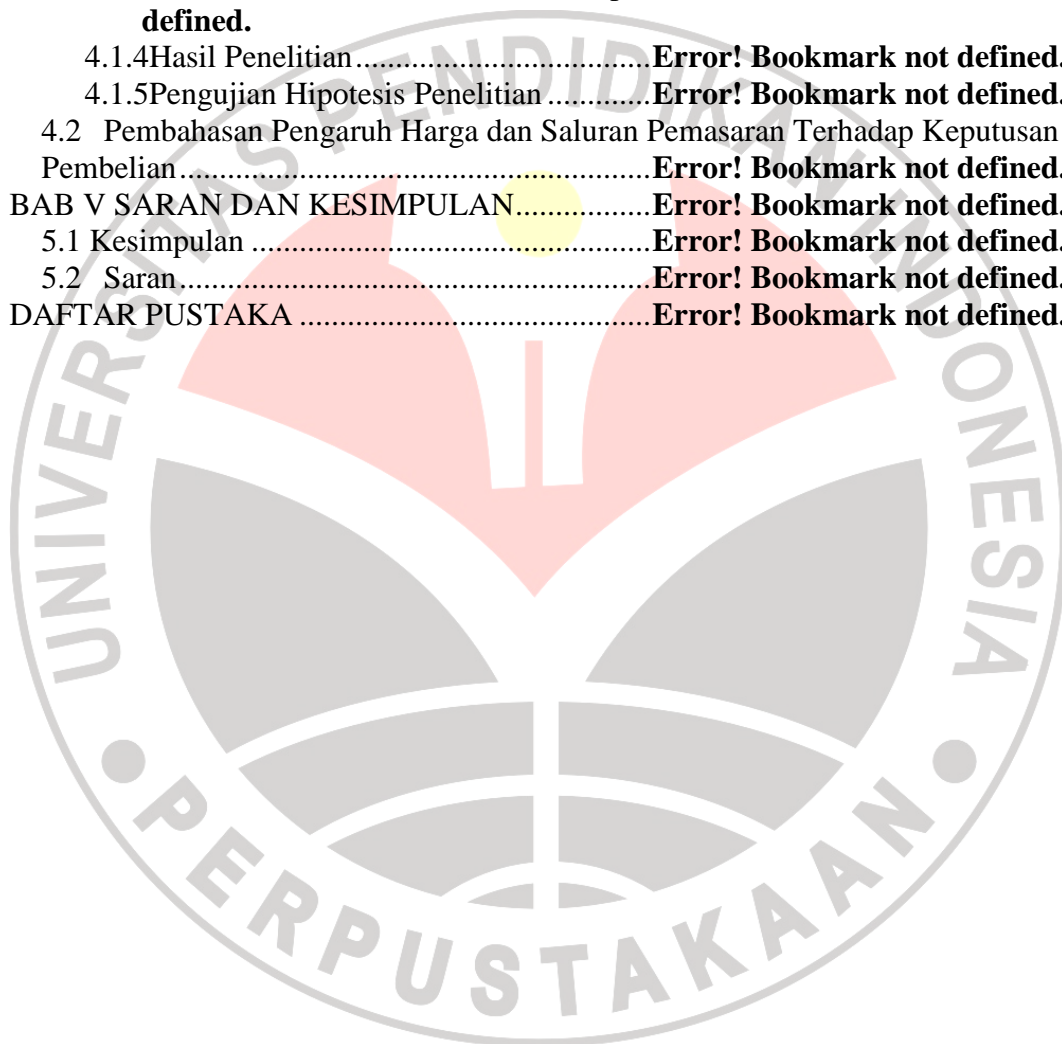 defined.
4.1.4Hasil Penelitian....................................Error! Bookmark not defined.
4.1.5Pengujian Hipotesis Penelitian............Error! Bookmark not defined.
4.2 Pembahasan Pengaruh Harga dan Saluran Pemasaran Terhadap Keputusan
Pembelian..........................................................Error! Bookmark not defined.
BAB V SARAN DAN KESIMPULAN.................Error! Bookmark not defined.
5.1 Kesimpulan..................................................Error! Bookmark not defined.
5.2 Saran...........................................................Error! Bookmark not defined.
DAFTAR PUSTAKA............................................Error! Bookmark not defined.
UNIVERSITAS PENDIDIKAN INDONESIA
PERPUSTAKAAN